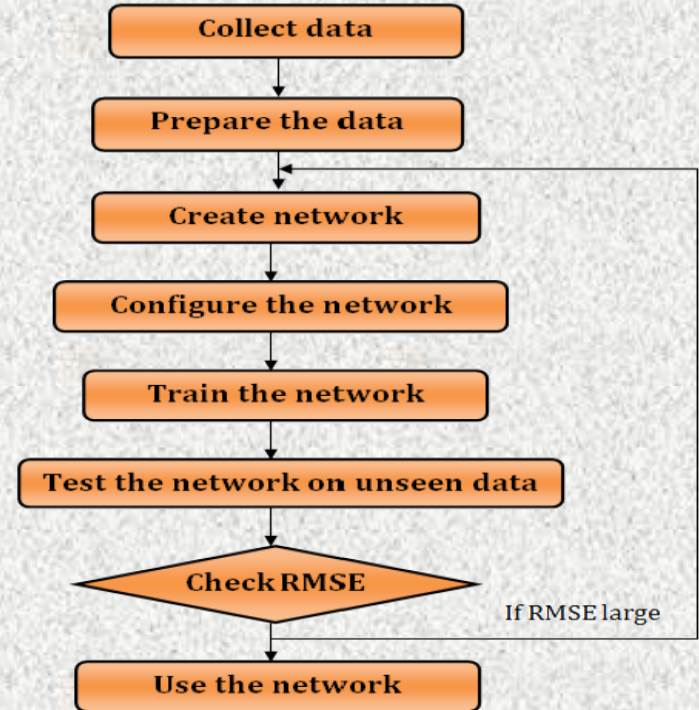 Collect data
Prepare the data
Create network
Configure the network
Train the network
Test the network on unseen data
Check RMSE
If RMSE large
Use the network